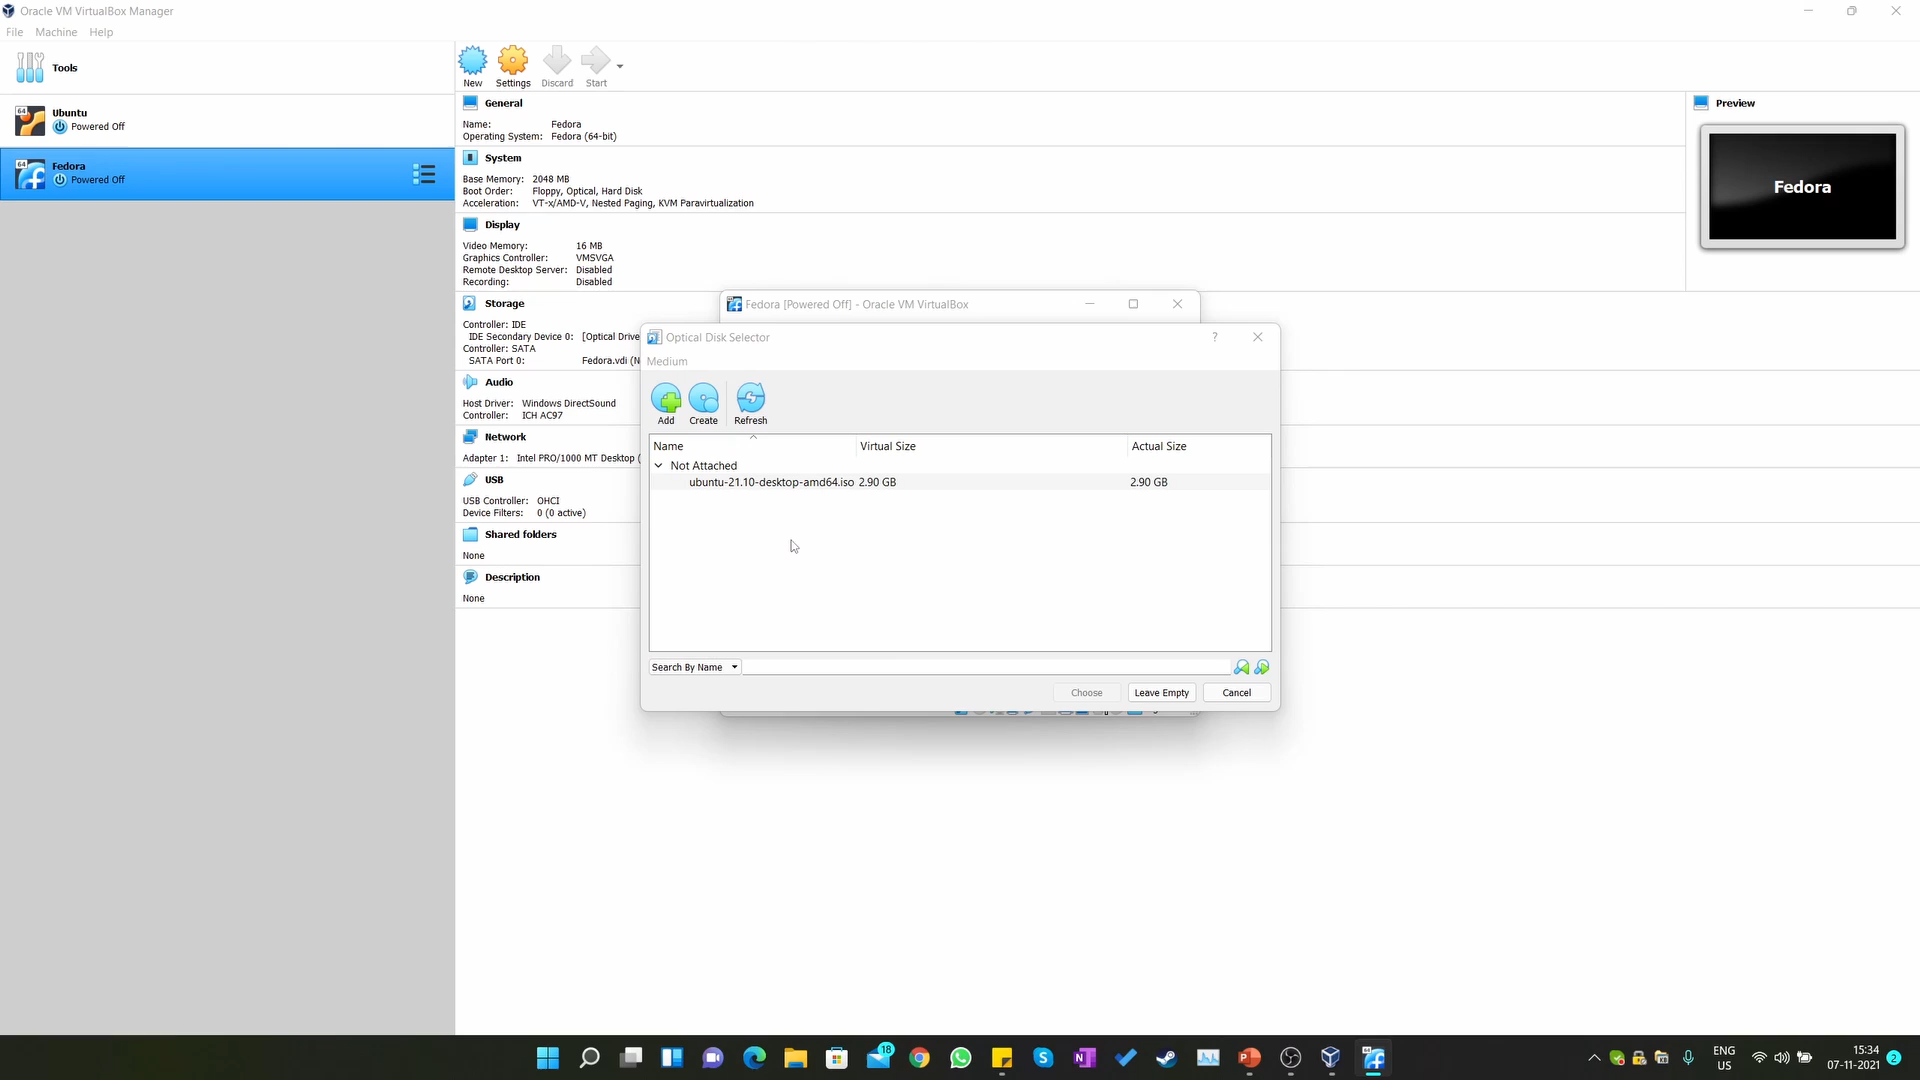 Oracle VM VirtualBox Manager
File Machine Help
Tools
New Settings Discard Start
64 Ubuntu
Powered Off
64 Fedora
Powered Off
General
Name: Fedora
Operating System: Fedora (64-bit)
System
Base Memory: 2048 MB
Boot Order: Floppy, Optical, Hard Disk
Acceleration: VT-x/AMD-V, Nested Paging, KVM Paravirtualization
Display
Video Memory: 16 MB
Graphics Controller: VMSVGA
Remote Desktop Server: Disabled
Recording: Disabled
Storage
Controller: IDE
IDE Secondary Device 0: [Optical Drive
Controller: SATA
SATA Port 0: Fedora.vdi (N
Audio
Host Driver: Windows DirectSound
Controller: ICH AC97
Network
Adapter 1: Intel PRO/1000 MT Desktop (
USB
USB Controller: OHCI
Device Filters: 0 (0 active)
Shared folders
None
Description
None
Preview
Fedora
Fedora [Powered Off] - Oracle VM VirtualBox
Optical Disk Selector
?
Medium
Add Create Refresh
Name Virtual Size Actual Size
Not Attached
ubuntu-21.10-desktop-amd64.iso 2.90 GB 2.90 GB
Search By Name
Choose Leave Empty Cancel
18
ENG
US
15:34
07-11-2021
2